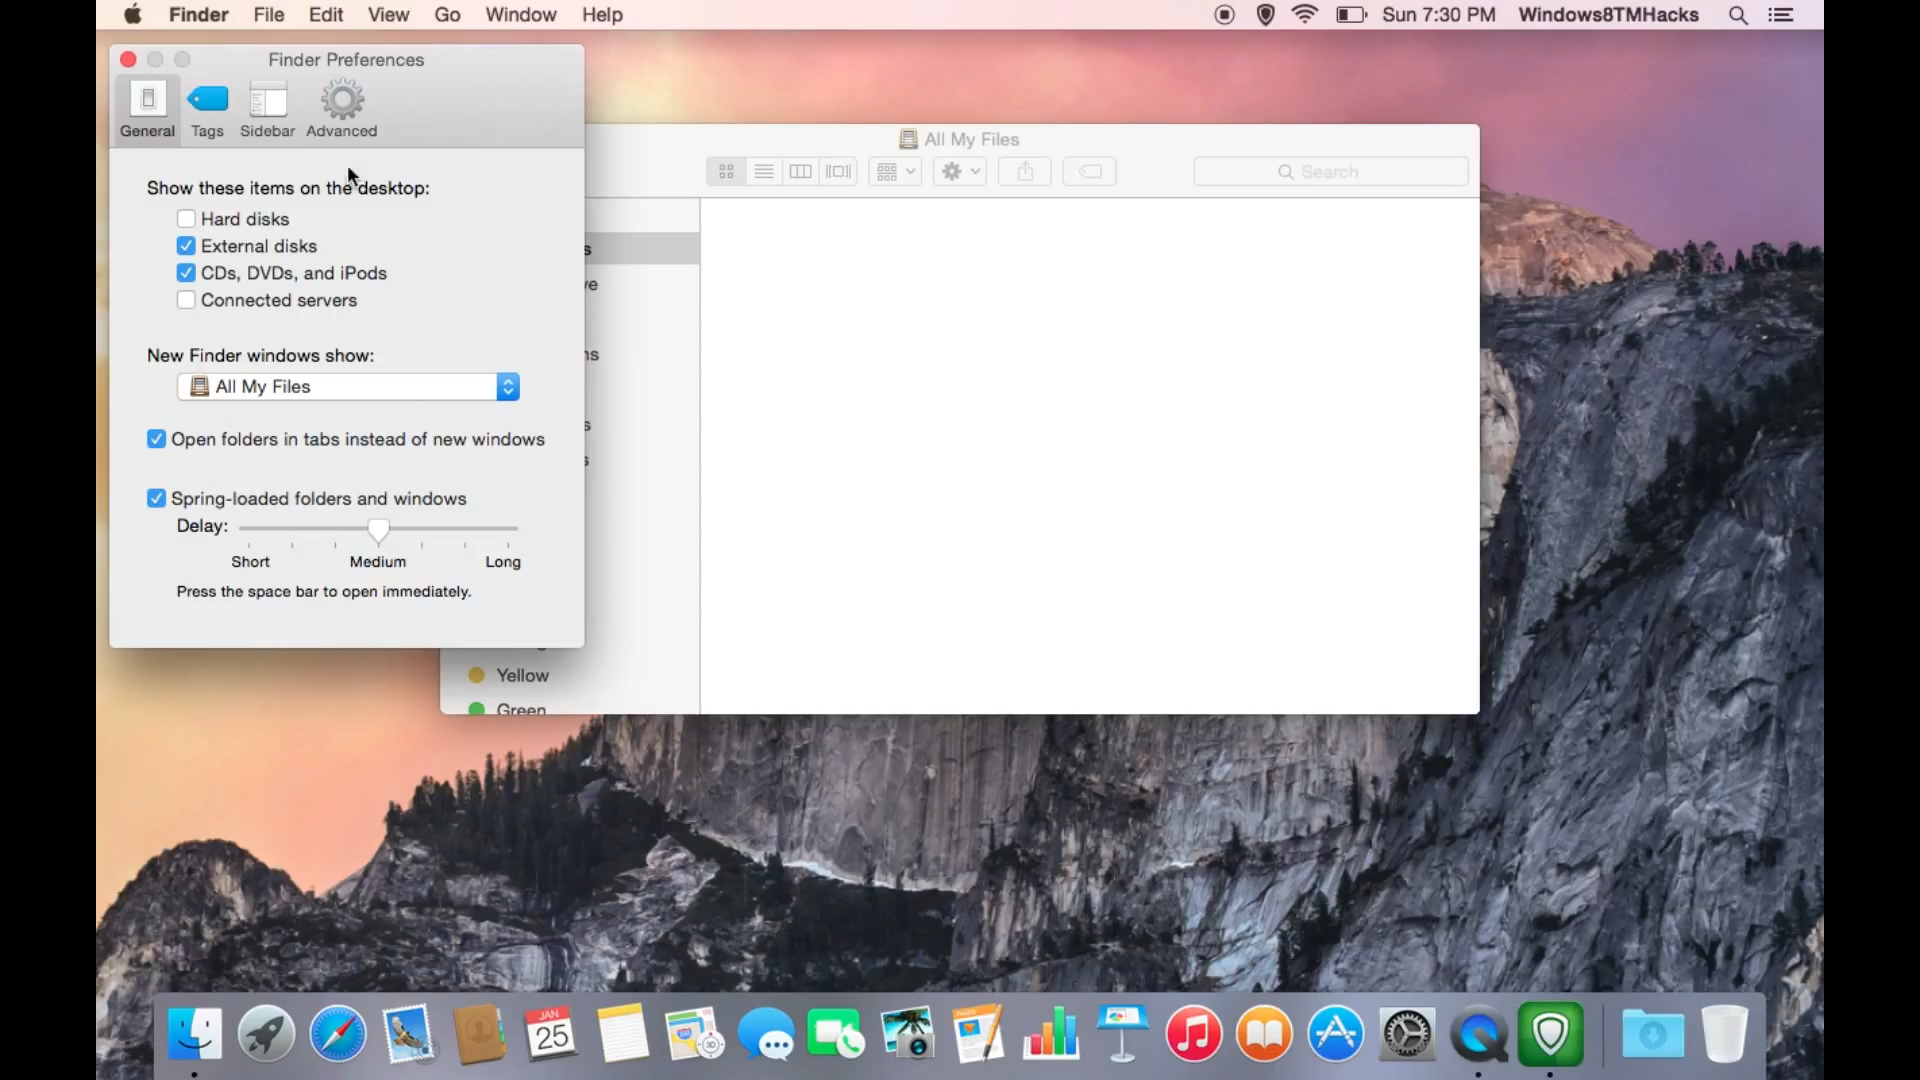 Finder File Edit View Go Window Help Sun 7:30 PM Windows8TMHacks
Finder Preferences
General Tags Sidebar Advanced
All My Files
Search
Show these items on the desktop:
Hard disks
External disks
CDs, DVDs, and iPods
Connected servers
New Finder windows show:
All My Files
Open folders in tabs instead of new windows
Spring-loaded folders and windows
Delay:
Short Medium Long
Press the space bar to open immediately.
Yellow
Green
JAN
25
PAGES